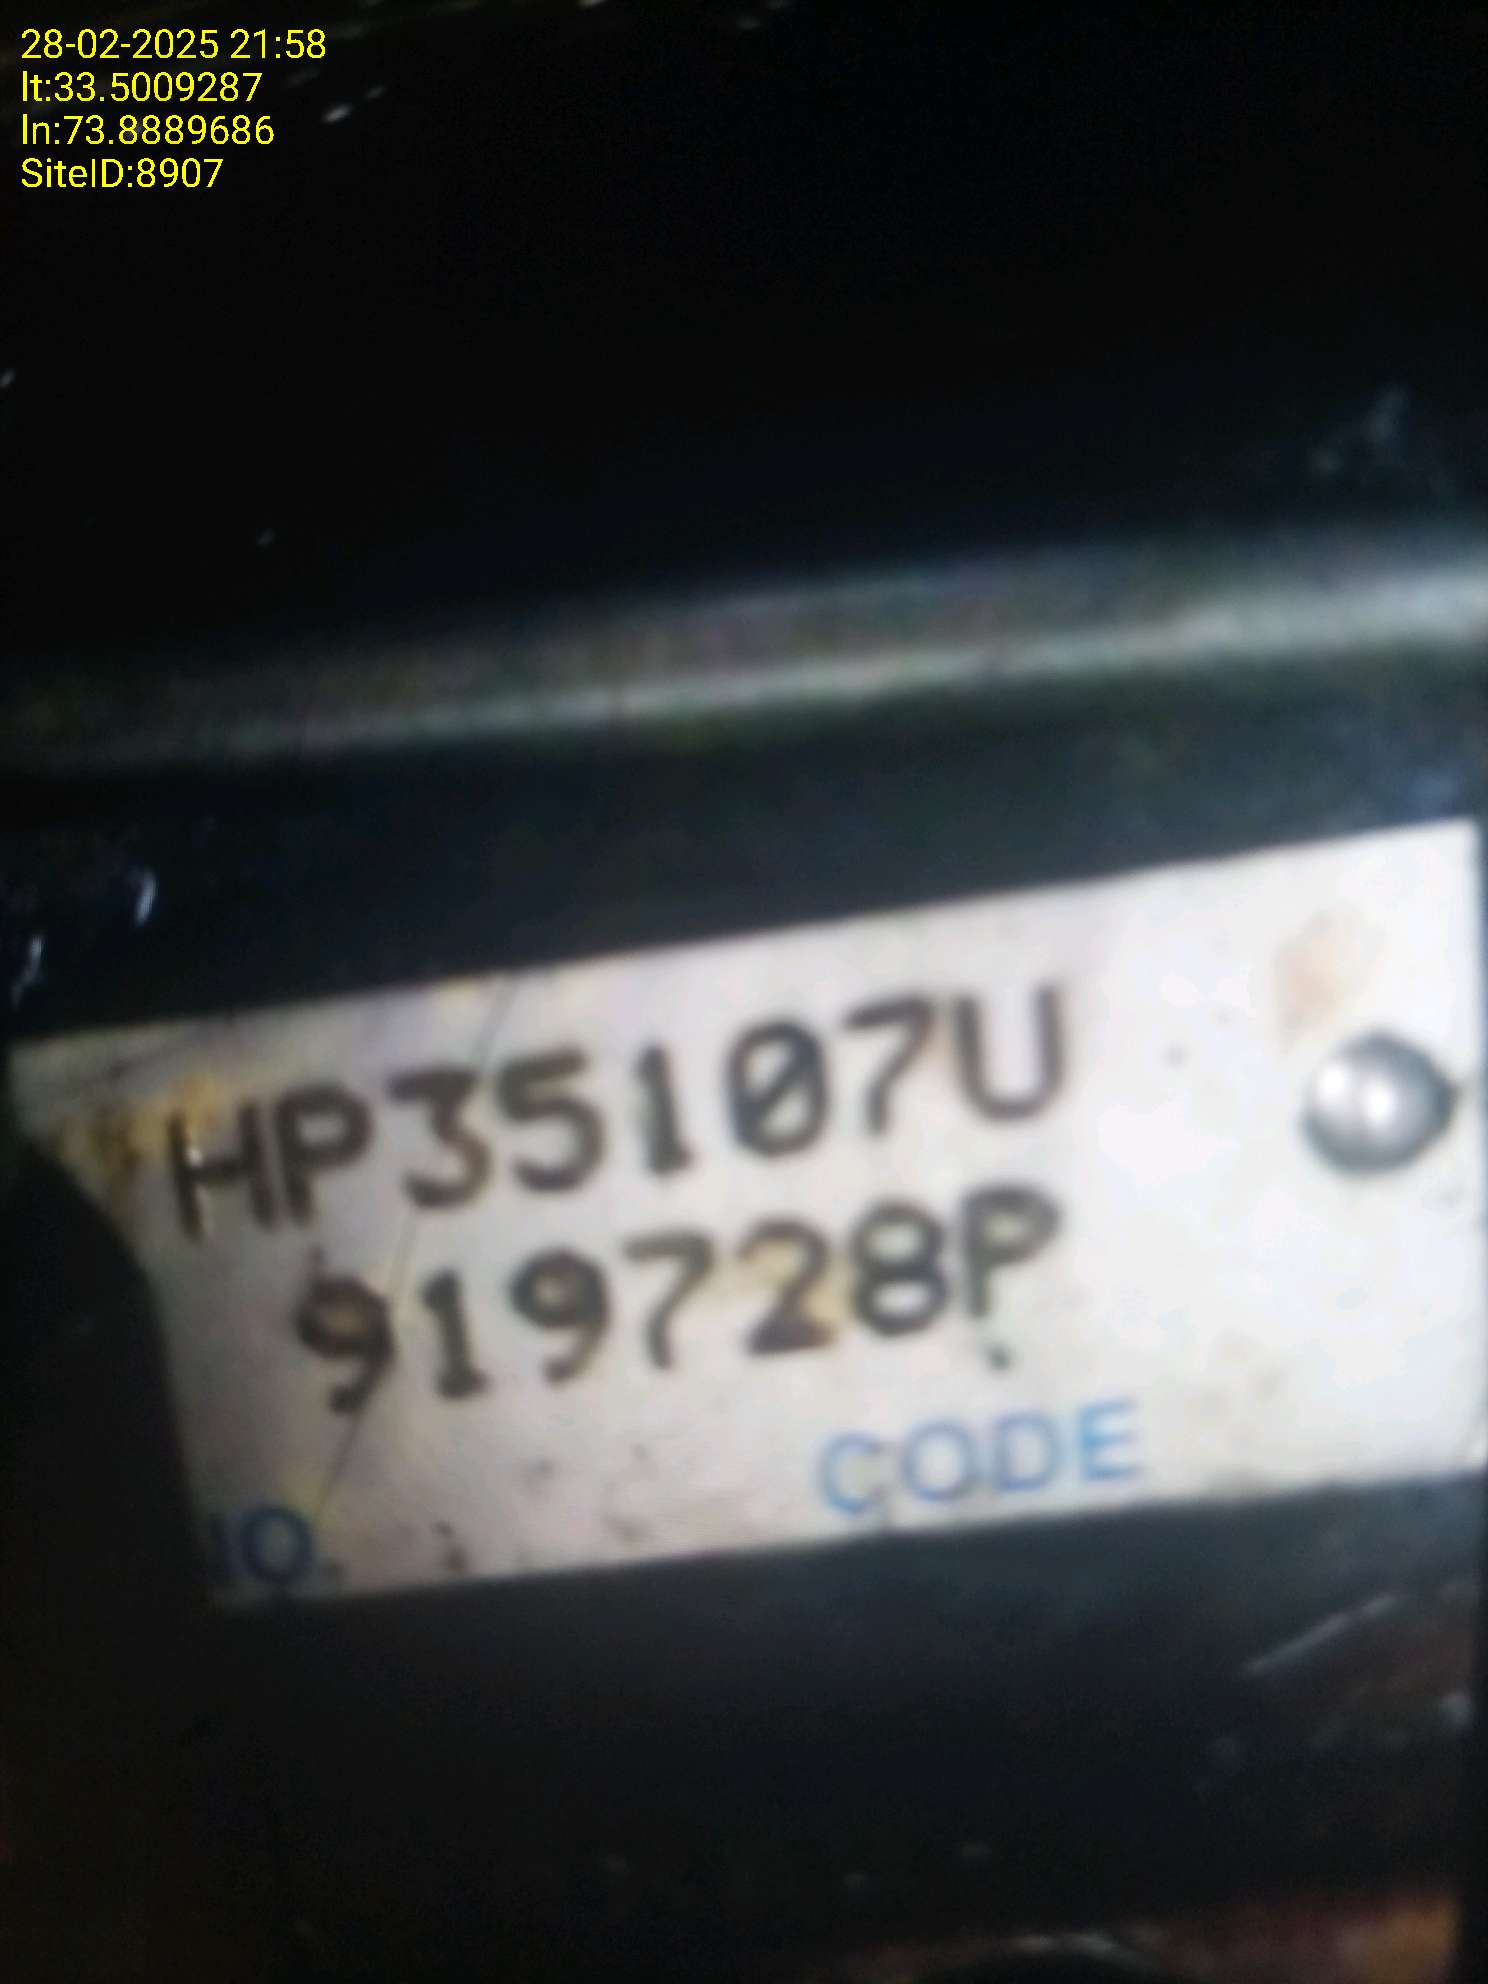 28-02-2025 21:58
lt:33.5009287
ln:73.8889686
SiteID:8907
HP35107U
919728P
CODE